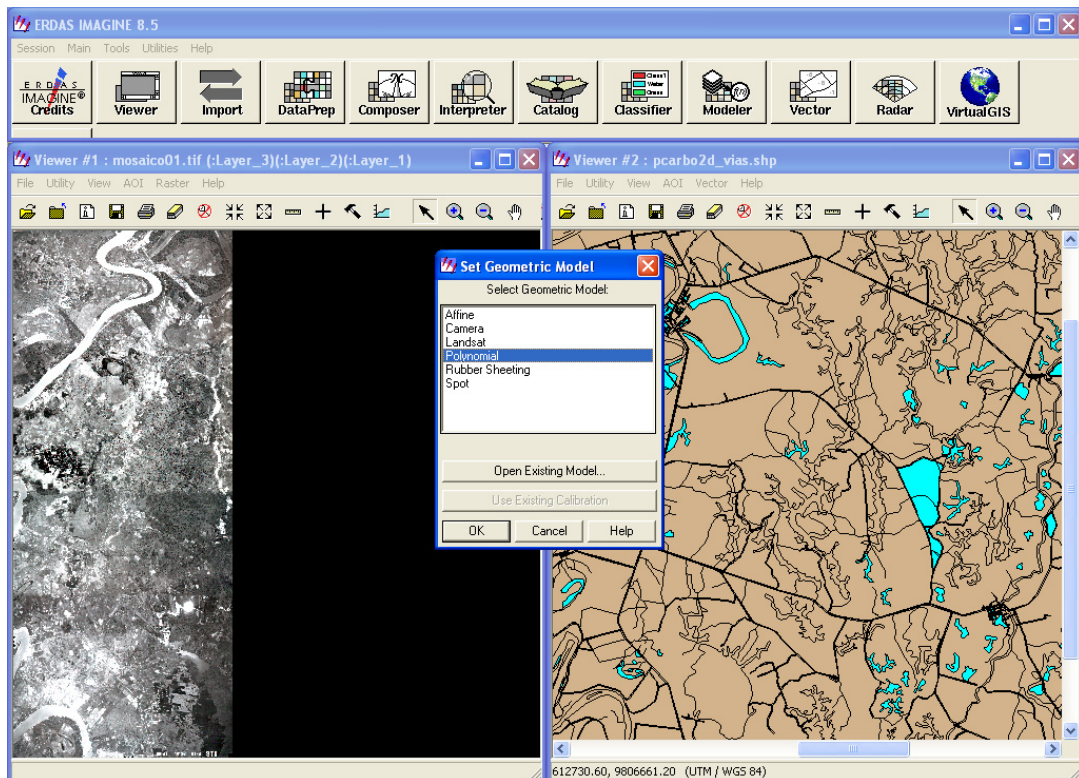 ERDAS IMAGINE 8.5
Session Main Tools Utilities Help
ERDAS
IMAGINE®
Credits
Viewer
Import
DataPrep
Composer
Interpreter
Catalog
Class1
Water
Grass
Classifier
f(x)
Modeler
Vector
Radar
VirtualGIS
Viewer #1 : mosaico01.tif (:Layer_3)(:Layer_2)(:Layer_1)
File Utility View AOI Raster Help
Viewer #2 : pcarbo2d_vias.shp
File Utility View AOI Vector Help
Set Geometric Model
Select Geometric Model:
Affine
Camera
Landsat
Polynomial
Rubber Sheeting
Spot
Open Existing Model...
Use Existing Calibration
OK
Cancel
Help
612730.60, 9806661.20 (UTM / WGS 84)